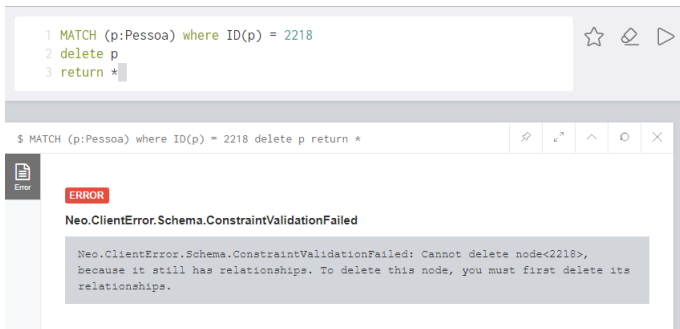 1 MATCH (p:Pessoa) where ID(p) = 2218
2 delete p
3 return *
$ MATCH (p:Pessoa) where ID(p) = 2218 delete p return *
Error
ERROR
Neo.ClientError.Schema.ConstraintValidationFailed
Neo.ClientError.Schema.ConstraintValidationFailed: Cannot delete node<2218>,
because it still has relationships. To delete this node, you must first delete its
relationships.